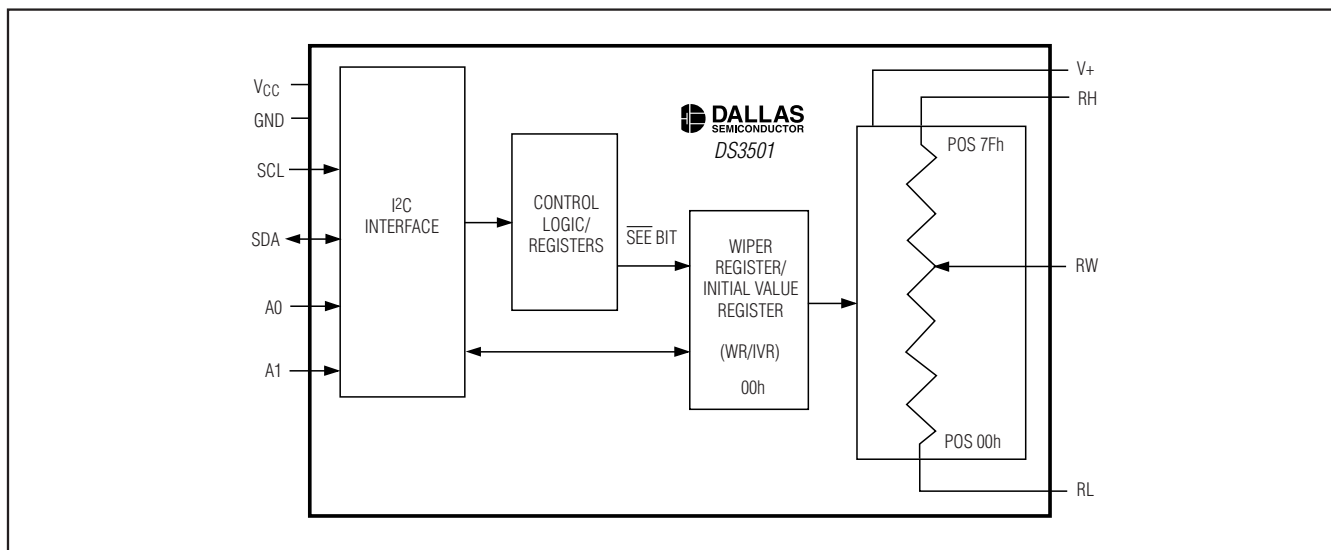 VCC
GND
SCL
SDA
A0
A1
I2C
INTERFACE
CONTROL
LOGIC/
REGISTERS
SEE BIT
DALLAS
SEMICONDUCTOR
DS3501
WIPER
REGISTER/
INITIAL VALUE
REGISTER
(WR/IVR)
00h
POS 7Fh
POS 00h
V+
RH
RW
RL